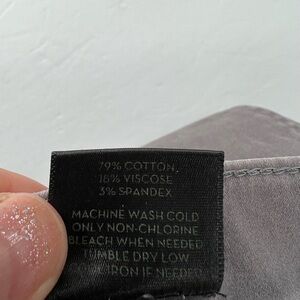 79% COTTON
18% VISCOSE
3% SPANDEX
MACHINE WASH COLD
ONLY NON-CHLORINE
BLEACH WHEN NEEDED
TUMBLE DRY LOW
IRON IF NEEDED